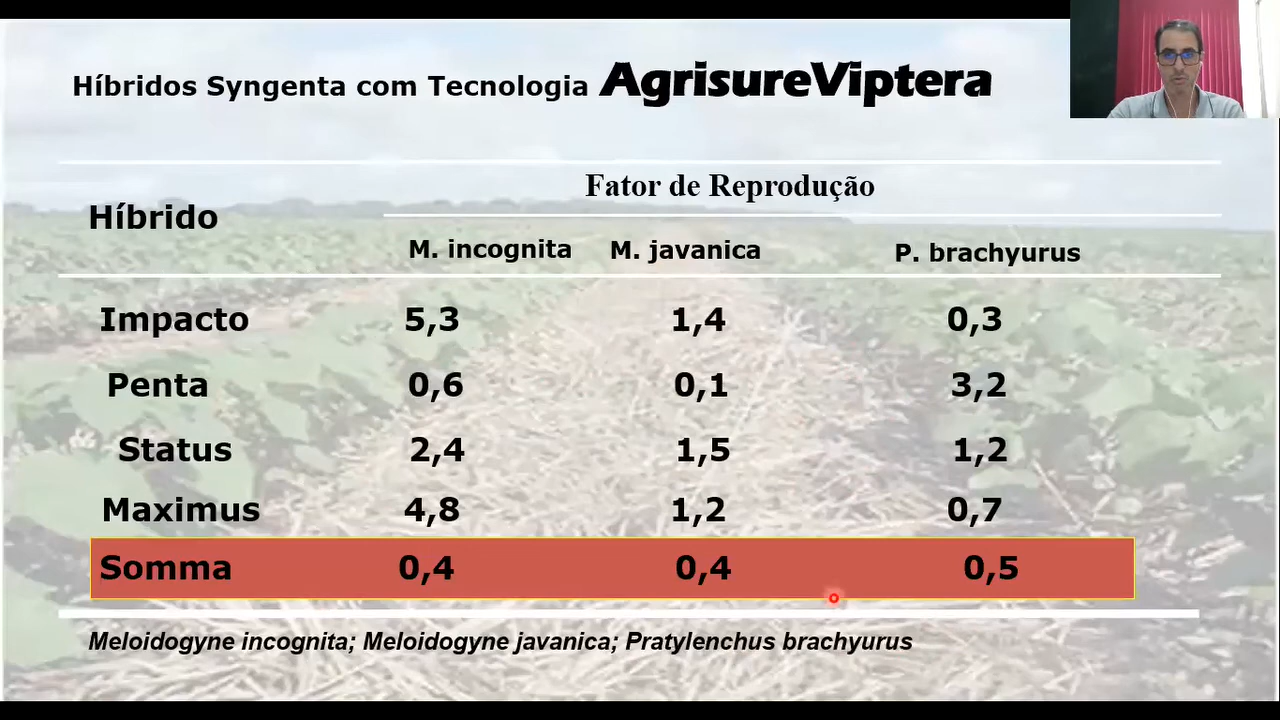 Híbridos Syngenta com Tecnologia AgrisureViptera
Fator de Reprodução
Híbrido
M. incognita M. javanica P. brachyurus
Impacto 5,3 1,4 0,3
Penta 0,6 0,1 3,2
Status 2,4 1,5 1,2
Maximus 4,8 1,2 0,7
Somma 0,4 0,4 0,5
Meloidogyne incognita; Meloidogyne javanica; Pratylenchus brachyurus